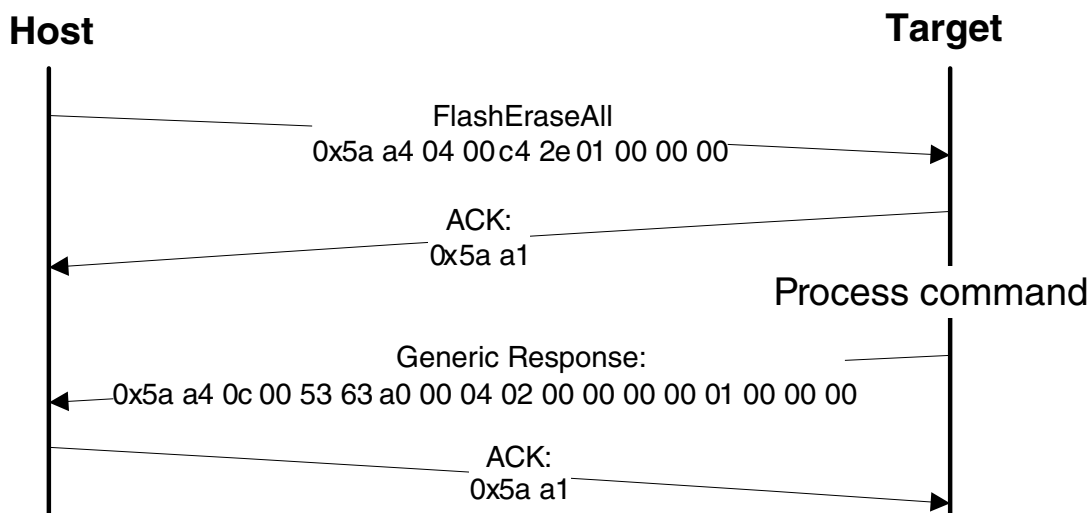 Host
Target
FlashEraseAll
0x5a a4 04 00 c4 2e 01 00 00 00
ACK:
0x5a a1
Process command
Generic Response:
0x5a a4 0c 00 53 63 a0 00 04 02 00 00 00 00 01 00 00 00
ACK:
0x5a a1